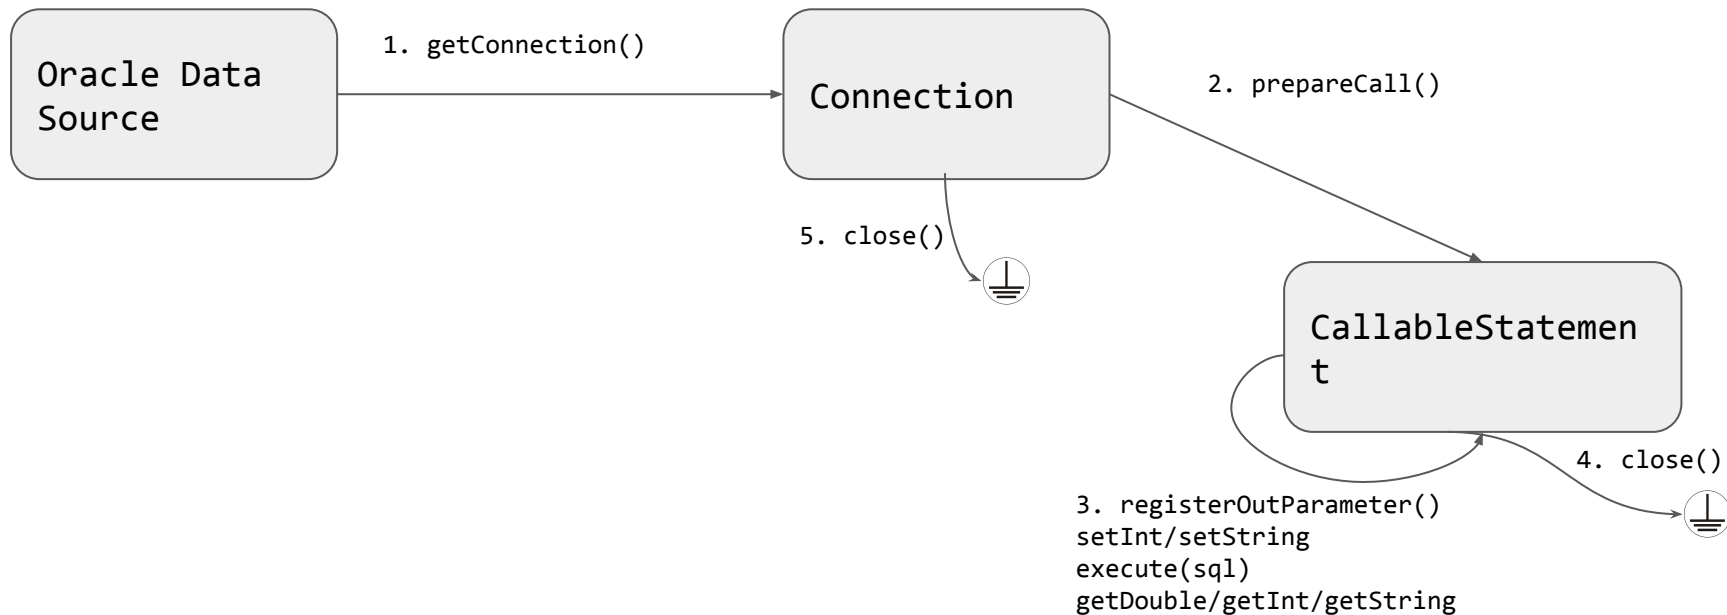 Oracle Data
Source
1. getConnection()
Connection
2. prepareCall()
5. close()
CallableStatemen
t
4. close()
3. registerOutParameter()
setInt/setString
execute(sql)
getDouble/getInt/getString